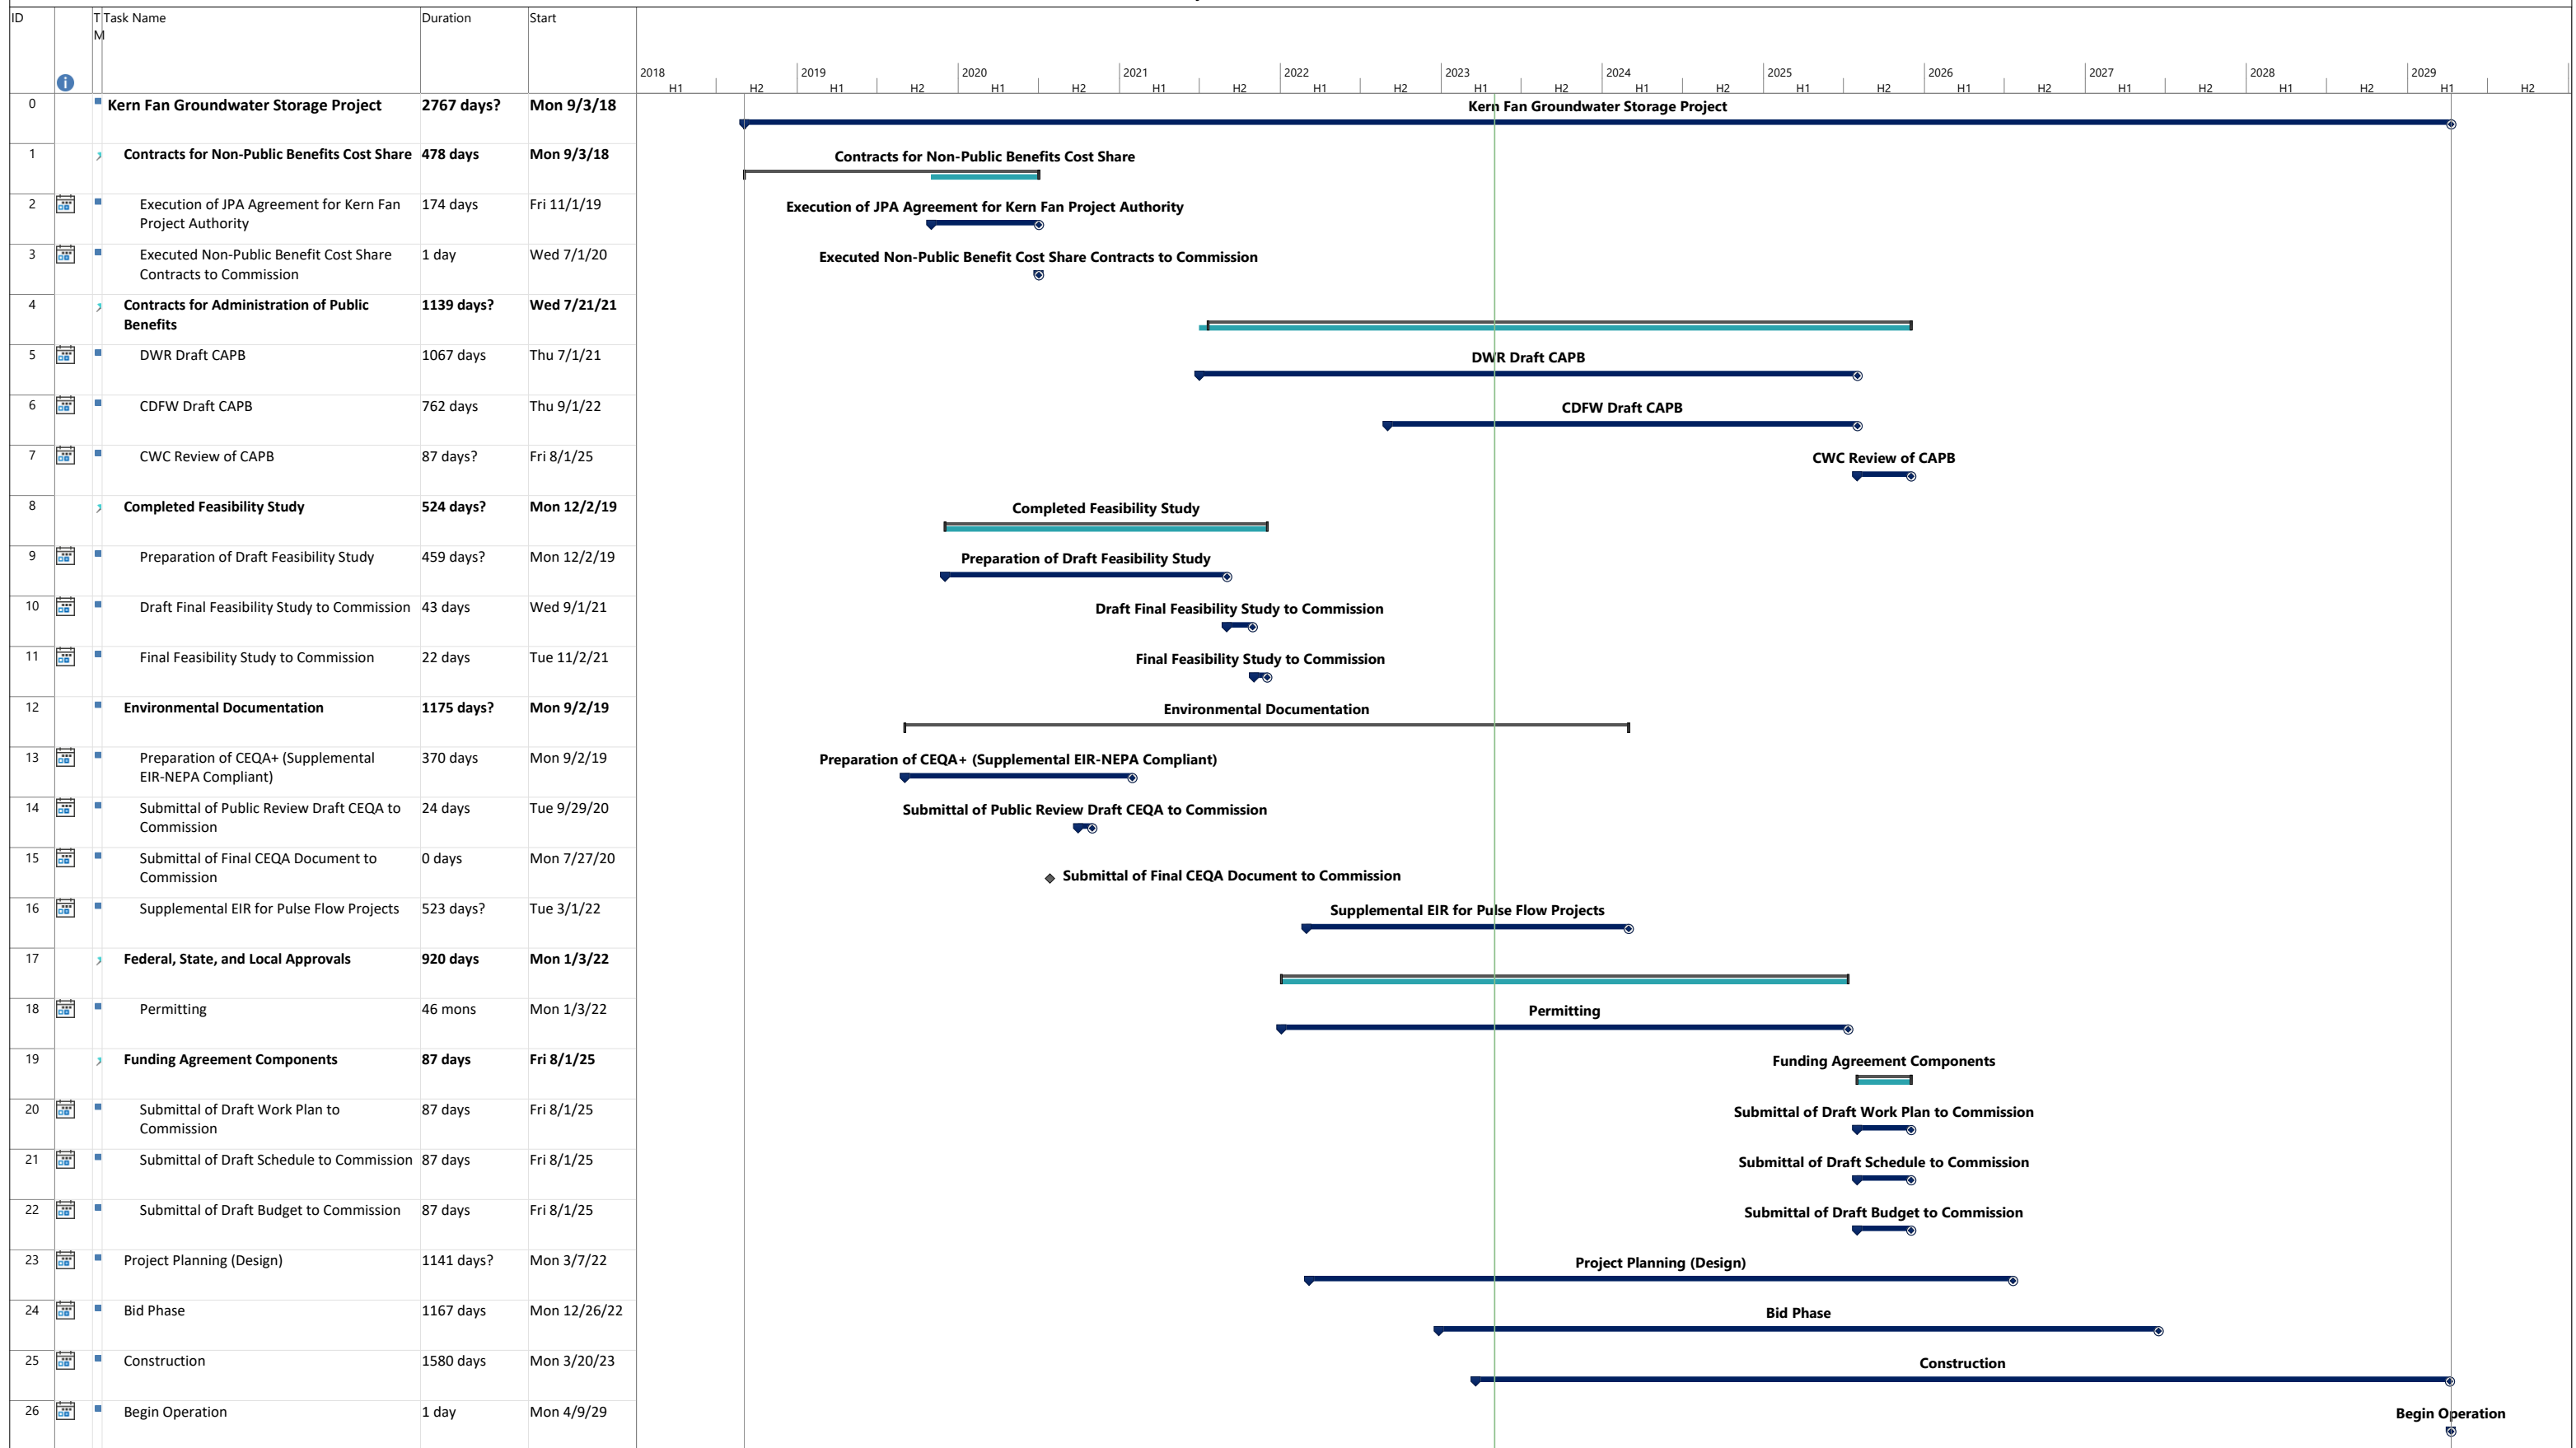 ID
T
M
Task Name
Duration
Start
2018
2019
2020
2021
2022
2023
2024
2025
2026
2027
2028
2029
H1
H2
H1
H2
H1
H2
H1
H2
H1
H2
H1
H2
H1
H2
H1
H2
H1
H2
H1
H2
H1
H2
H1
H2
0 Kern Fan Groundwater Storage Project 2767 days? Mon 9/3/18
Kern Fan Groundwater Storage Project
1 Contracts for Non-Public Benefits Cost Share 478 days Mon 9/3/18
Contracts for Non-Public Benefits Cost Share
2 Execution of JPA Agreement for Kern Fan 174 days Fri 11/1/19
Project Authority
Execution of JPA Agreement for Kern Fan Project Authority
3 Executed Non-Public Benefit Cost Share 1 day Wed 7/1/20
Contracts to Commission
Executed Non-Public Benefit Cost Share Contracts to Commission
4 Contracts for Administration of Public 1139 days? Wed 7/21/21
Benefits
5 DWR Draft CAPB 1067 days Thu 7/1/21
DWR Draft CAPB
6 CDFW Draft CAPB 762 days Thu 9/1/22
CDFW Draft CAPB
7 CWC Review of CAPB 87 days? Fri 8/1/25
CWC Review of CAPB
8 Completed Feasibility Study 524 days? Mon 12/2/19
Completed Feasibility Study
9 Preparation of Draft Feasibility Study 459 days? Mon 12/2/19
Preparation of Draft Feasibility Study
10 Draft Final Feasibility Study to Commission 43 days Wed 9/1/21
Draft Final Feasibility Study to Commission
11 Final Feasibility Study to Commission 22 days Tue 11/2/21
Final Feasibility Study to Commission
12 Environmental Documentation 1175 days? Mon 9/2/19
Environmental Documentation
13 Preparation of CEQA+ (Supplemental 370 days Mon 9/2/19
EIR-NEPA Compliant)
Preparation of CEQA+ (Supplemental EIR-NEPA Compliant)
14 Submittal of Public Review Draft CEQA to 24 days Tue 9/29/20
Commission
Submittal of Public Review Draft CEQA to Commission
15 Submittal of Final CEQA Document to 0 days Mon 7/27/20
Commission
Submittal of Final CEQA Document to Commission
16 Supplemental EIR for Pulse Flow Projects 523 days? Tue 3/1/22
Supplemental EIR for Pulse Flow Projects
17 Federal, State, and Local Approvals 920 days Mon 1/3/22
18 Permitting 46 mons Mon 1/3/22
Permitting
19 Funding Agreement Components 87 days Fri 8/1/25
Funding Agreement Components
20 Submittal of Draft Work Plan to 87 days Fri 8/1/25
Commission
Submittal of Draft Work Plan to Commission
21 Submittal of Draft Schedule to Commission 87 days Fri 8/1/25
Submittal of Draft Schedule to Commission
22 Submittal of Draft Budget to Commission 87 days Fri 8/1/25
Submittal of Draft Budget to Commission
23 Project Planning (Design) 1141 days? Mon 3/7/22
Project Planning (Design)
24 Bid Phase 1167 days Mon 12/26/22
Bid Phase
25 Construction 1580 days Mon 3/20/23
Construction
26 Begin Operation 1 day Mon 4/9/29
Begin Operation